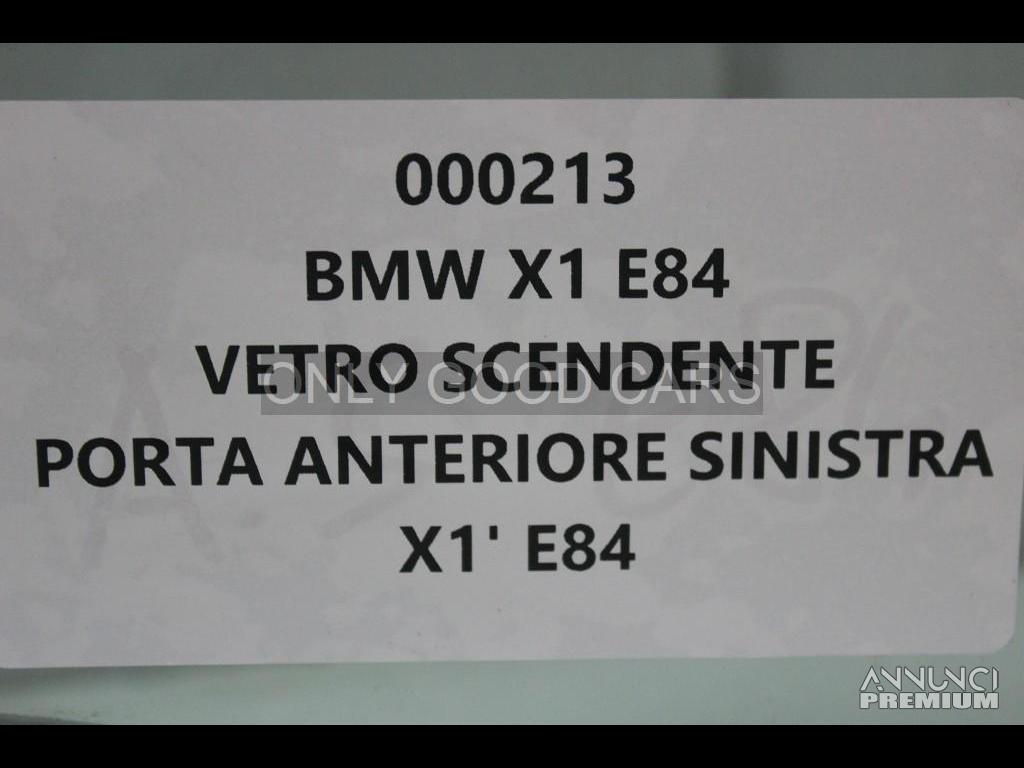 000213
BMW X1 E84
VETRO SCENDENTE
ONLY GOOD CARS
PORTA ANTERIORE SINISTRA
X1' E84
ANNUNCI
PREMIUM